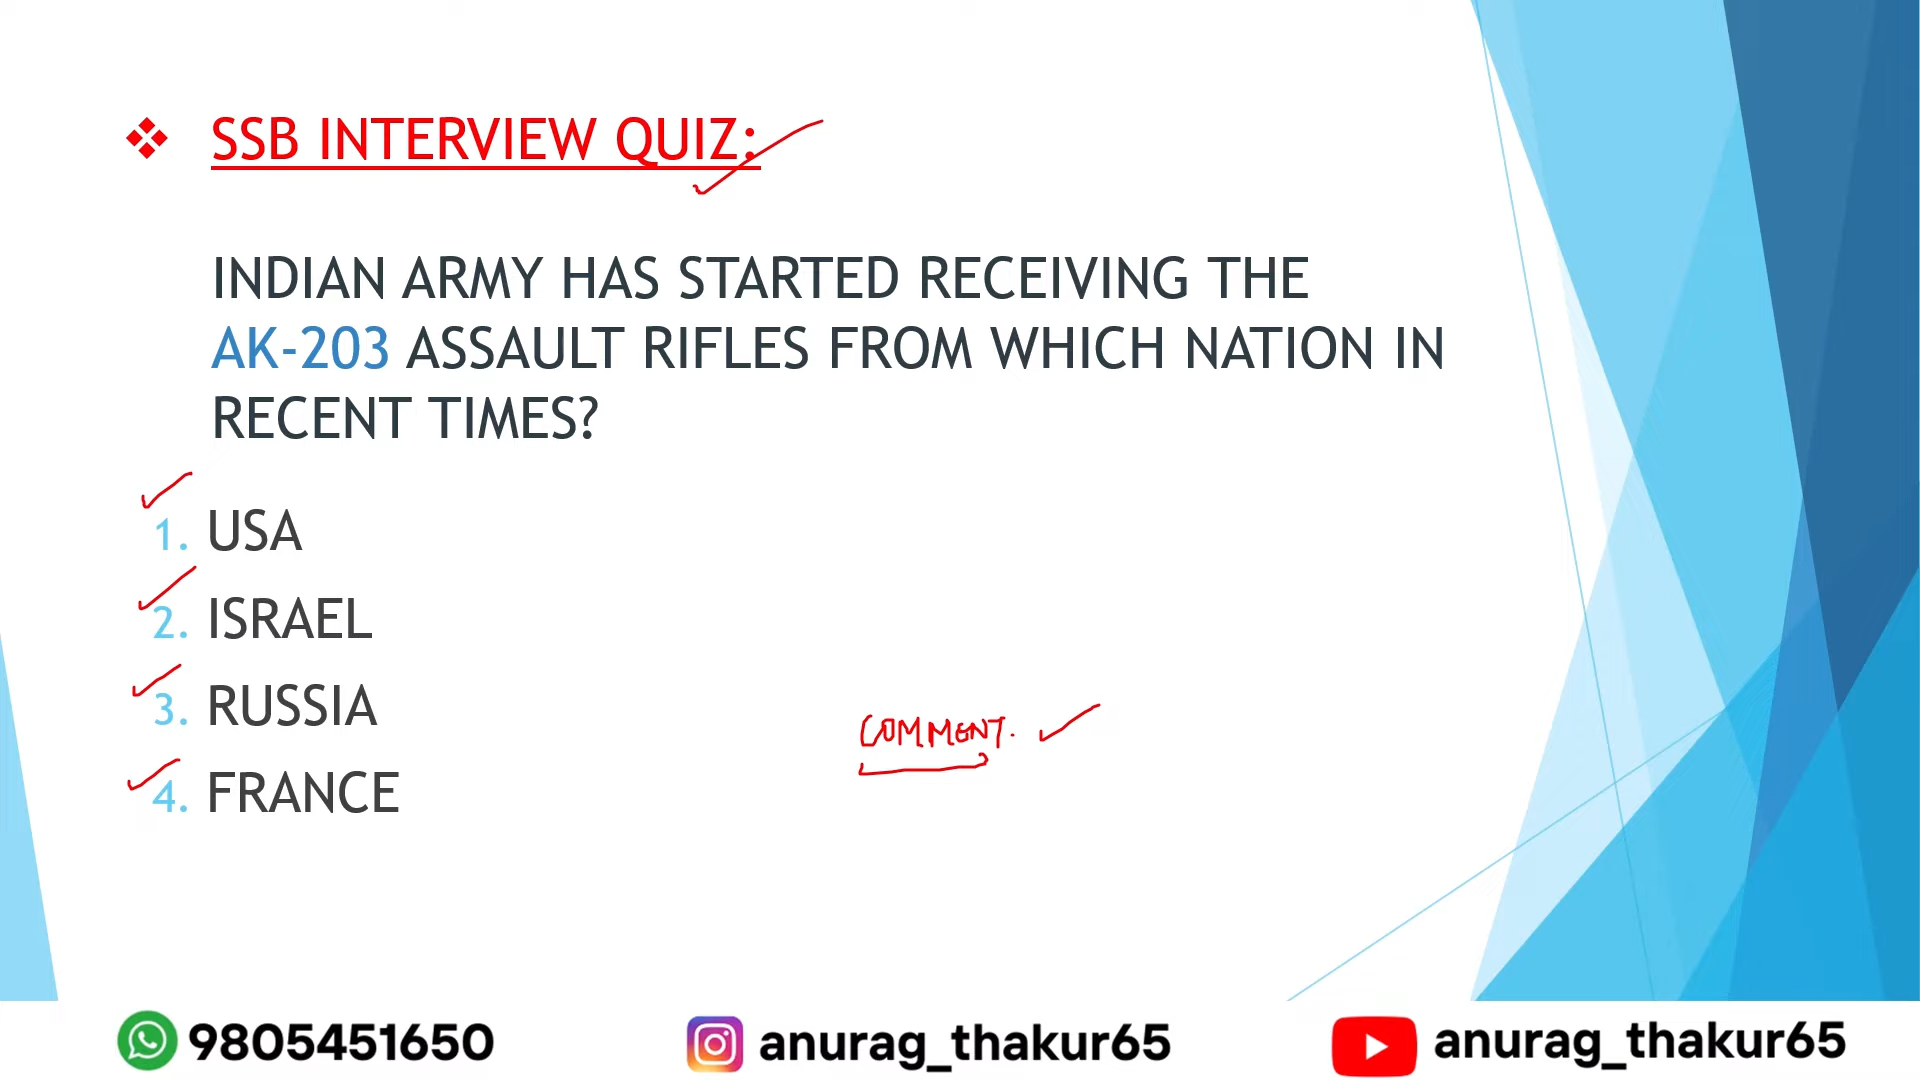 SSB INTERVIEW QUIZ:
INDIAN ARMY HAS STARTED RECEIVING THE
AK-203 ASSAULT RIFLES FROM WHICH NATION IN
RECENT TIMES?
1. USA
2. ISRAEL
3. RUSSIA
COMMENT.
4. FRANCE
9805451650 anurag_thakur65 anurag_thakur65